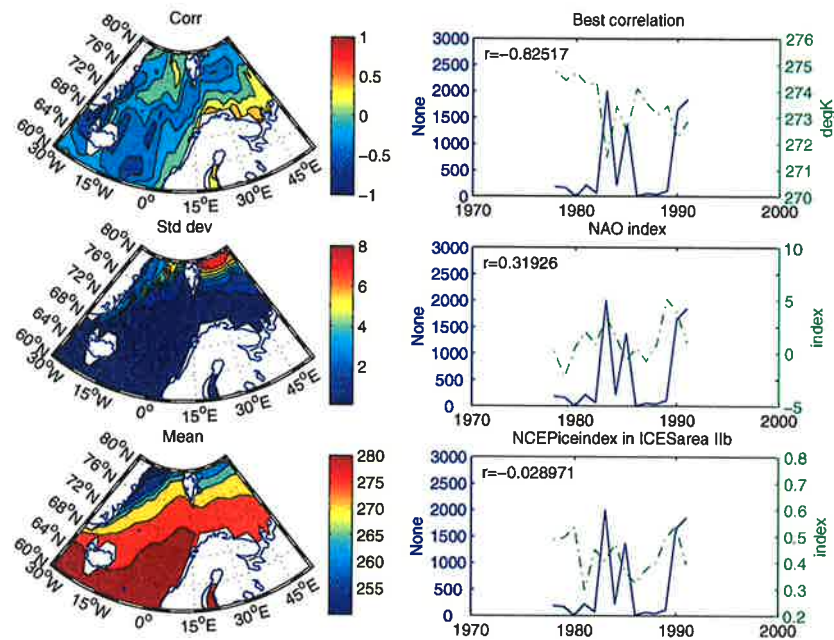 Corr
80°N
76°N
72°N
68°N
64°N
60°N
30°W
15°W
0°
15°E
30°E
45°E
1
0.5
0
−0.5
−1
Best correlation
r=−0.82517
3000
2500
2000
1500
1000
500
0
None
276
275
274
273
272
271
270
degK
1970
1980
1990
2000
Std dev
80°N
76°N
72°N
68°N
64°N
60°N
30°W
15°W
0°
15°E
30°E
45°E
8
6
4
2
NAO index
r=0.31926
3000
2500
2000
1500
1000
500
0
None
10
5
0
−5
index
1970
1980
1990
2000
Mean
80°N
76°N
72°N
68°N
64°N
60°N
30°W
15°W
0°
15°E
30°E
45°E
280
275
270
265
260
255
NCEPiceindex in ICESarea IIb
r=−0.028971
3000
2500
2000
1500
1000
500
0
None
0.8
0.7
0.6
0.5
0.4
0.3
0.2
index
1970
1980
1990
2000